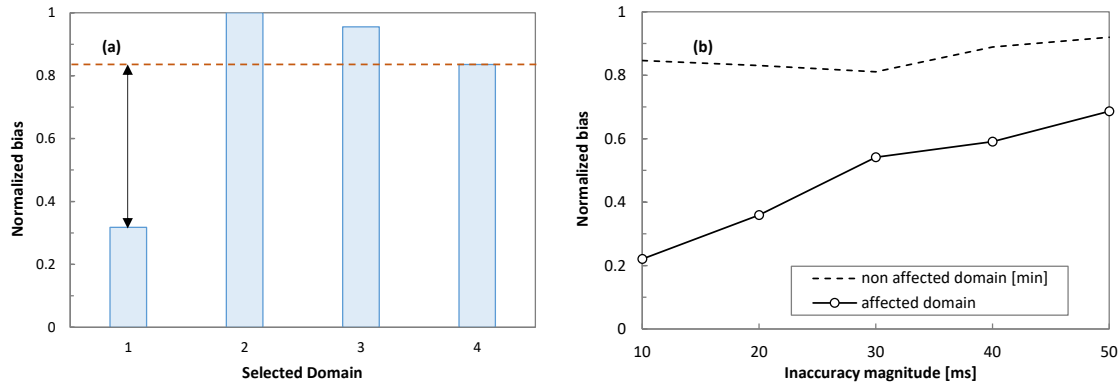 (a)
Normalized bias
1
0.8
0.6
0.4
0.2
0
1 2 3 4
Selected Domain
(b)
Normalized bias
1
0.8
0.6
0.4
0.2
0
non affected domain [min]
affected domain
10 20 30 40 50
Inaccuracy magnitude [ms]